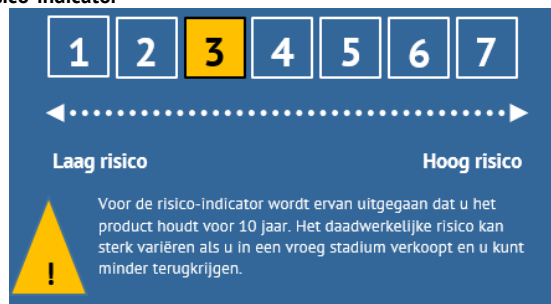 sico-indicator
1 2 3 4 5 6 7
Laag risico Hoog risico
Voor de risico-indicator wordt ervan uitgegaan dat u het
product houdt voor 10 jaar. Het daadwerkelijke risico kan
sterk variëren als u in een vroeg stadium verkoopt en u kunt
minder terugkrijgen.
!